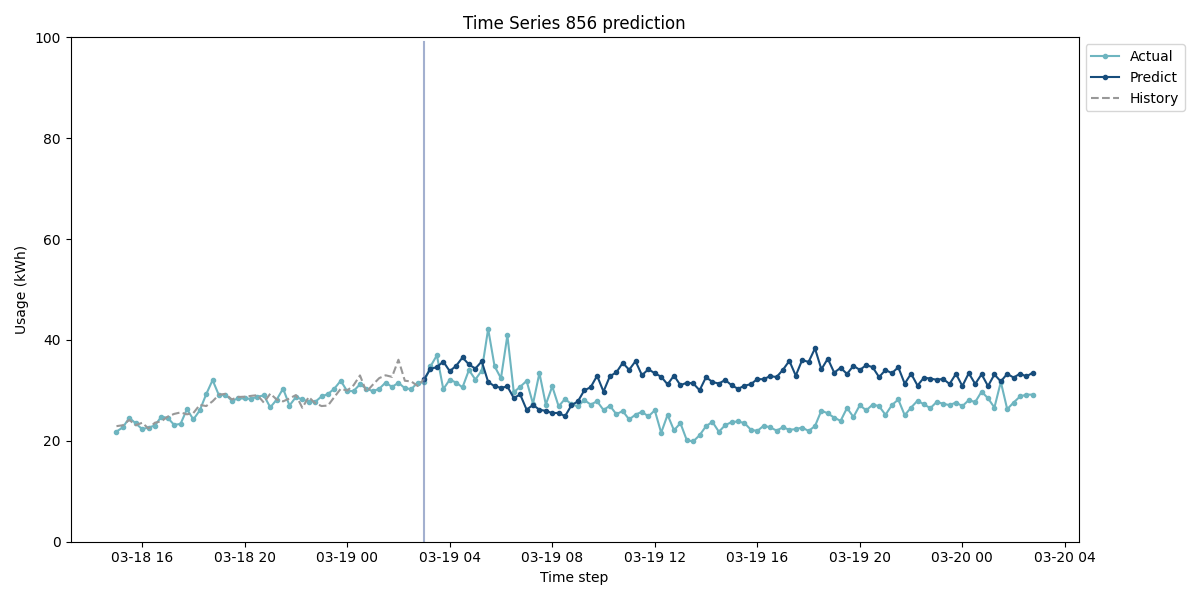 Time Series 856 prediction
Usage (kWh)
100
80
60
40
20
0
03-18 16
03-18 20
03-19 00
03-19 04
03-19 08
03-19 12
03-19 16
03-19 20
03-20 00
03-20 04
Time step
Actual
Predict
History